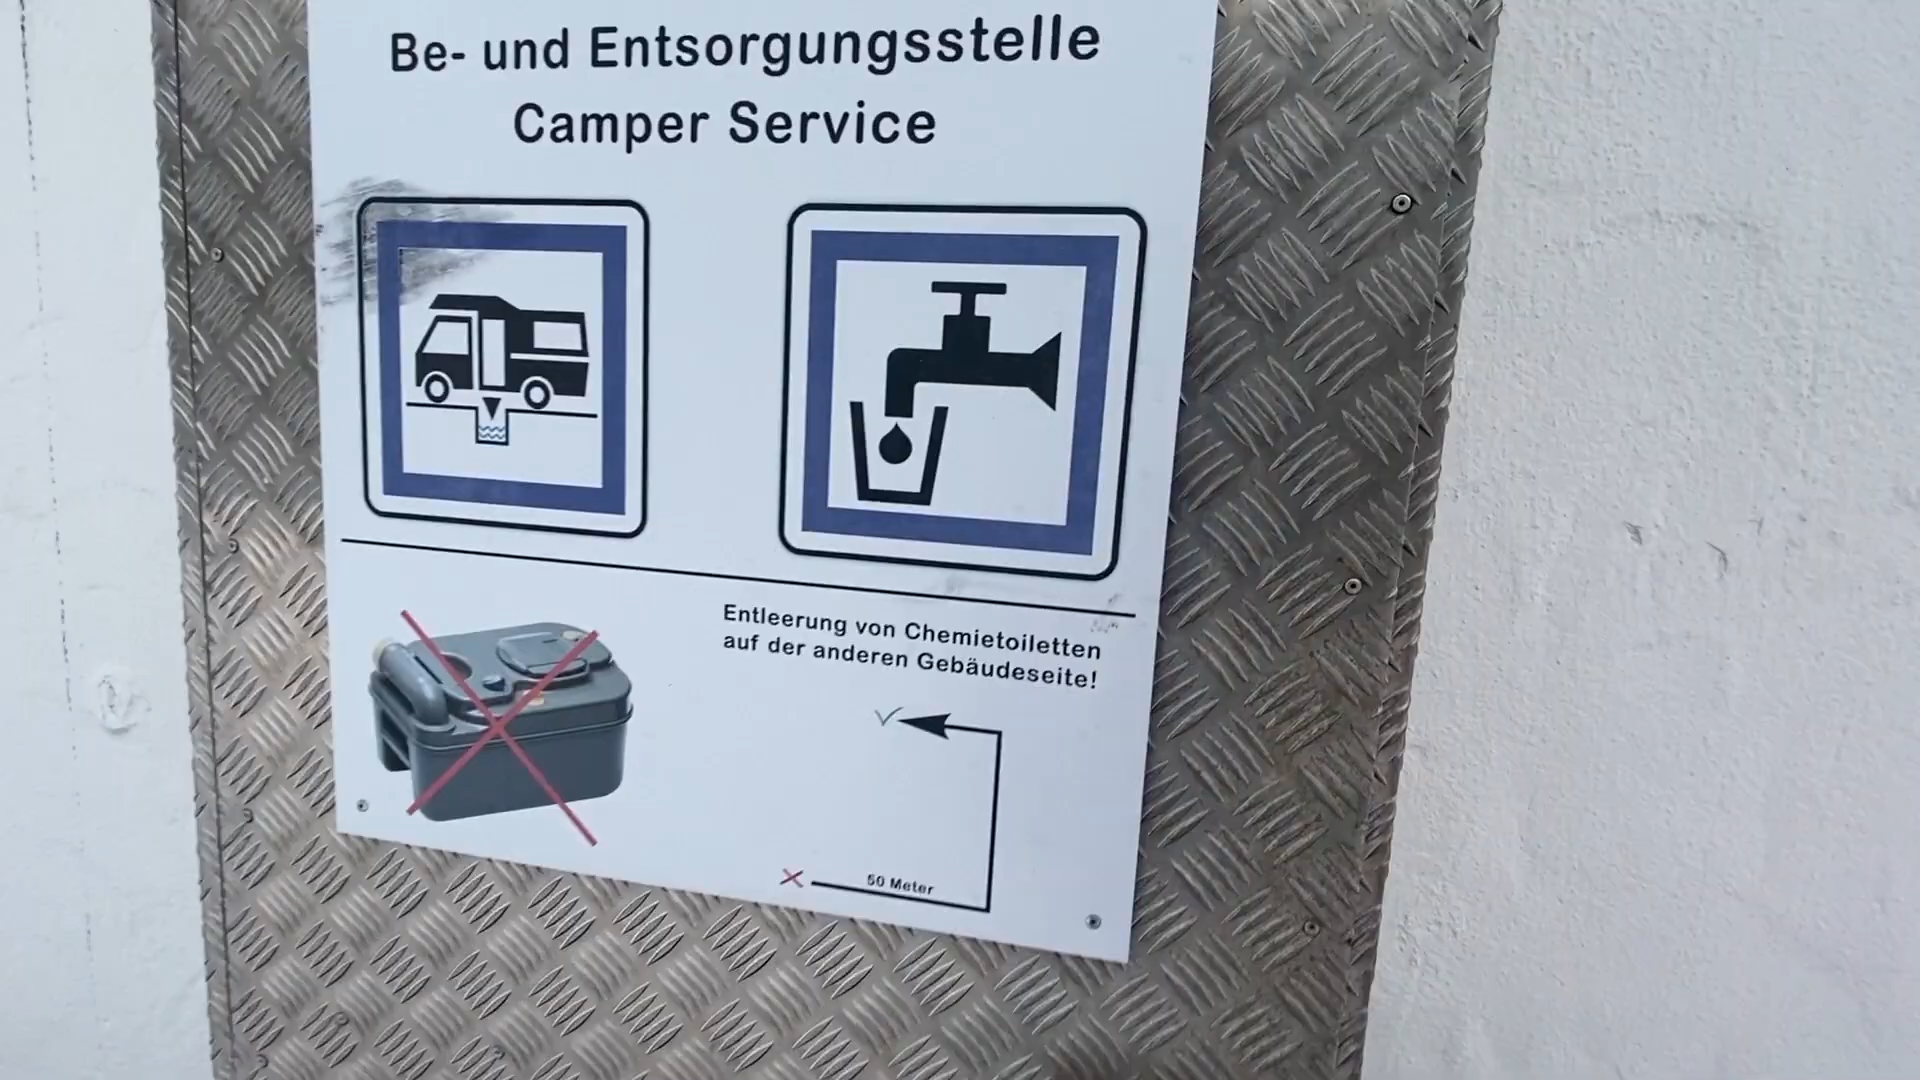 Be- und Entsorgungsstelle
Camper Service
Entleerung von Chemietoiletten
auf der anderen Gebäudeseite!
50 Meter